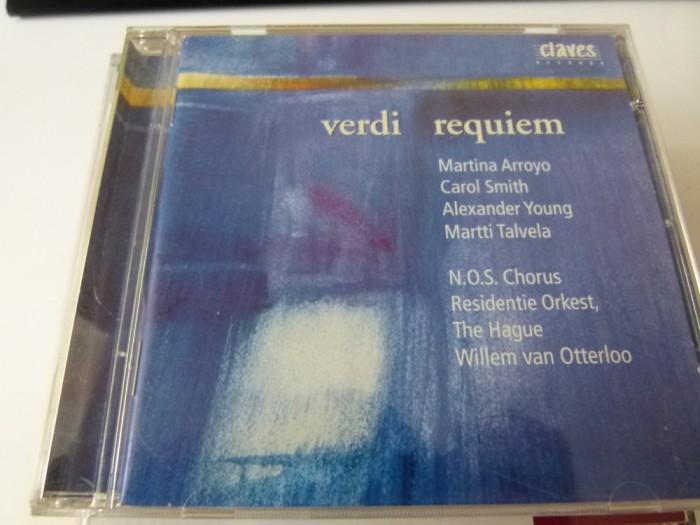 claves
RECORDS
verdi requiem
Martina Arroyo
Carol Smith
Alexander Young
Martti Talvela
N.O.S. Chorus
Residentie Orkest,
The Hague
Willem van Otterloo